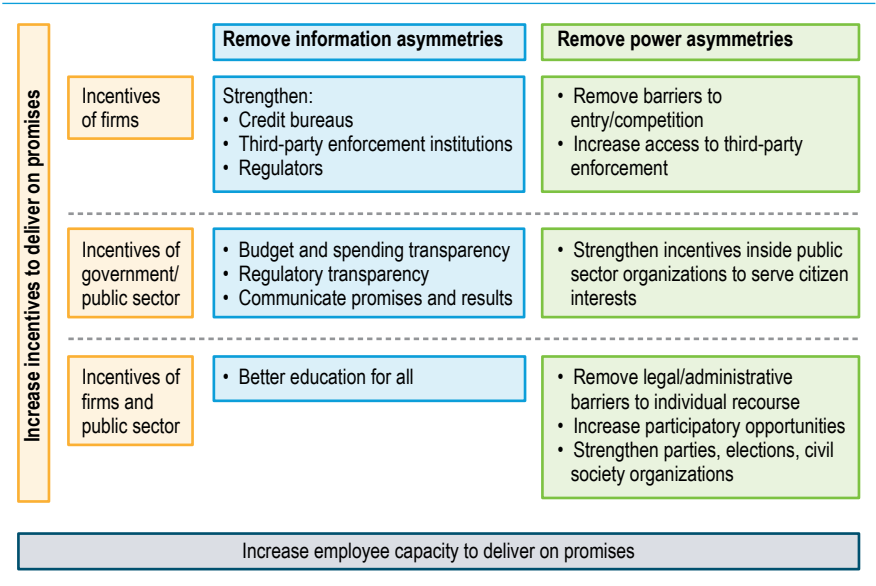 Remove information asymmetries
Remove power asymmetries
Increase incentives to deliver on promises
Incentives
of firms
Strengthen:
• Credit bureaus
• Third-party enforcement institutions
• Regulators
• Remove barriers to
entry/competition
• Increase access to third-party
enforcement
Incentives of
government/
public sector
• Budget and spending transparency
• Regulatory transparency
• Communicate promises and results
• Strengthen incentives inside public
sector organizations to serve citizen
interests
Incentives of
firms and
public sector
• Better education for all
• Remove legal/administrative
barriers to individual recourse
• Increase participatory opportunities
• Strengthen parties, elections, civil
society organizations
Increase employee capacity to deliver on promises